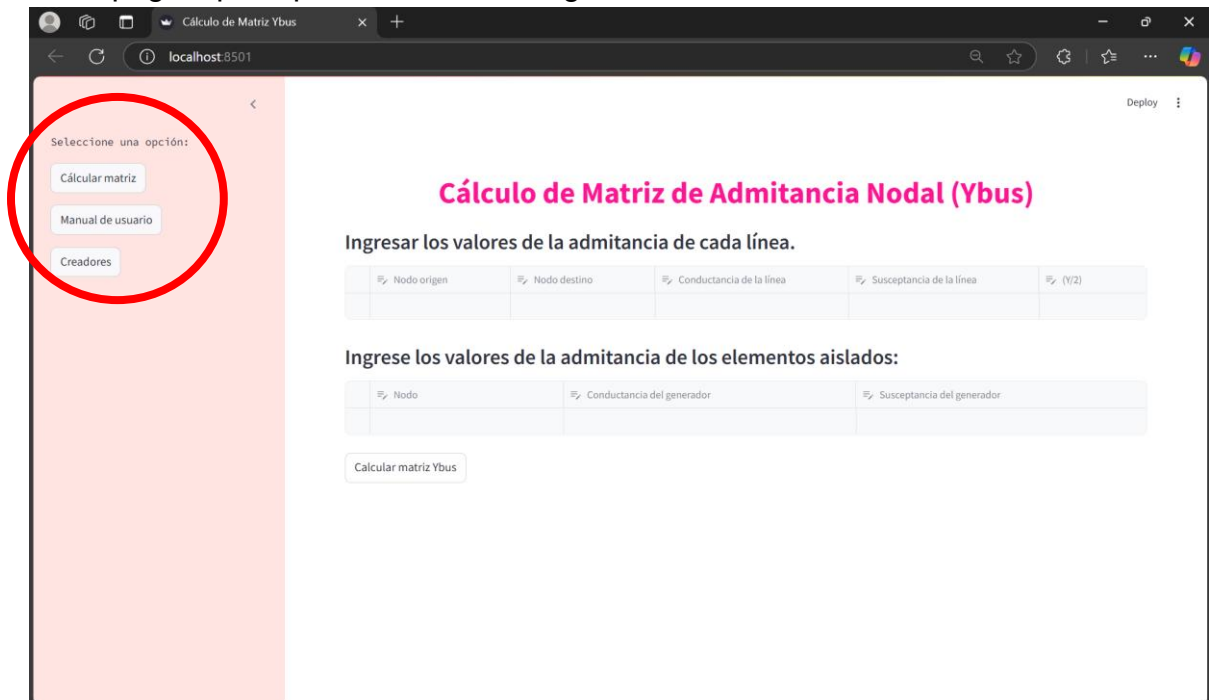 Cálculo de Matriz Ybus
localhost:8501
Deploy
Seleccione una opción:
Cálcular matriz
Manual de usuario
Creadores
Cálculo de Matriz de Admitancia Nodal (Ybus)
Ingresar los valores de la admitancia de cada línea.
Nodo origen Nodo destino Conductancia de la línea Susceptancia de la línea (Y/2)
Ingrese los valores de la admitancia de los elementos aislados:
Nodo Conductancia del generador Susceptancia del generador
Calcular matriz Ybus